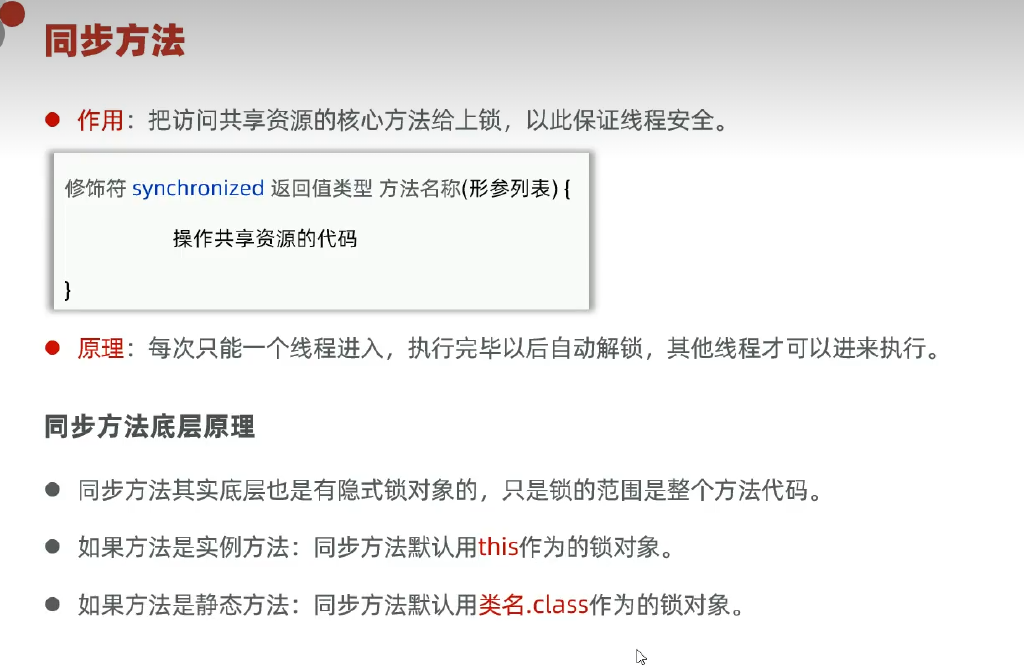 同步方法
作用：把访问共享资源的核心方法给上锁，以此保证线程安全。
修饰符 synchronized 返回值类型 方法名称(形参列表) {
操作共享资源的代码
}
原理：每次只能一个线程进入，执行完毕以后自动解锁，其他线程才可以进来执行。
同步方法底层原理
同步方法其实底层也是有隐式锁对象的，只是锁的范围是整个方法代码。
如果方法是实例方法：同步方法默认用this作为的锁对象。
如果方法是静态方法：同步方法默认用类名.class作为的锁对象。